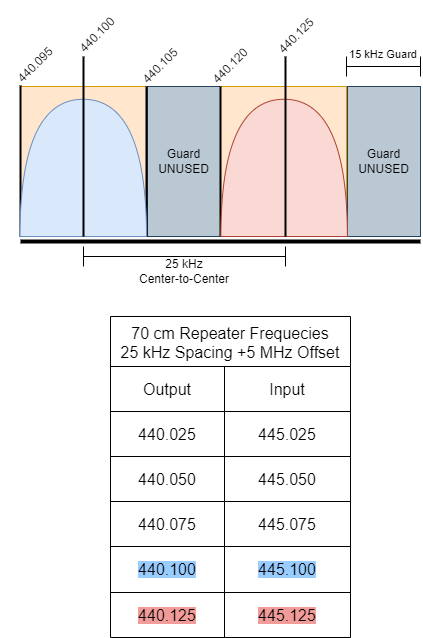 440.095
440.100
440.105
440.120
440.125
15 kHz Guard
Guard
UNUSED
Guard
UNUSED
25 kHz
Center-to-Center
70 cm Repeater Frequecies
25 kHz Spacing +5 MHz Offset
Output Input
440.025 445.025
440.050 445.050
440.075 445.075
440.100 445.100
440.125 445.125